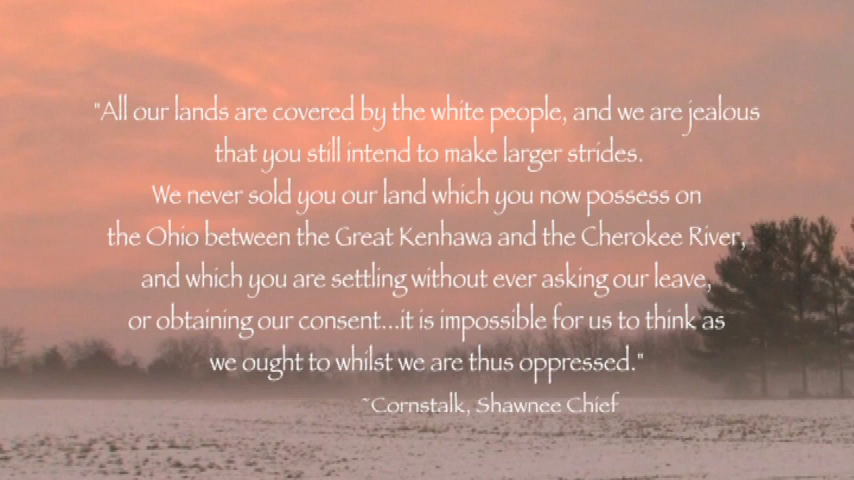 "All our lands are covered by the white people, and we are jealous
that you still intend to make larger strides.
We never sold you our land which you now possess on
the Ohio between the Great Kenhawa and the Cherokee River,
and which you are settling without ever asking our leave,
or obtaining our consent...it is impossible for us to think as
we ought to whilst we are thus oppressed."
~Cornstalk, Shawnee Chief